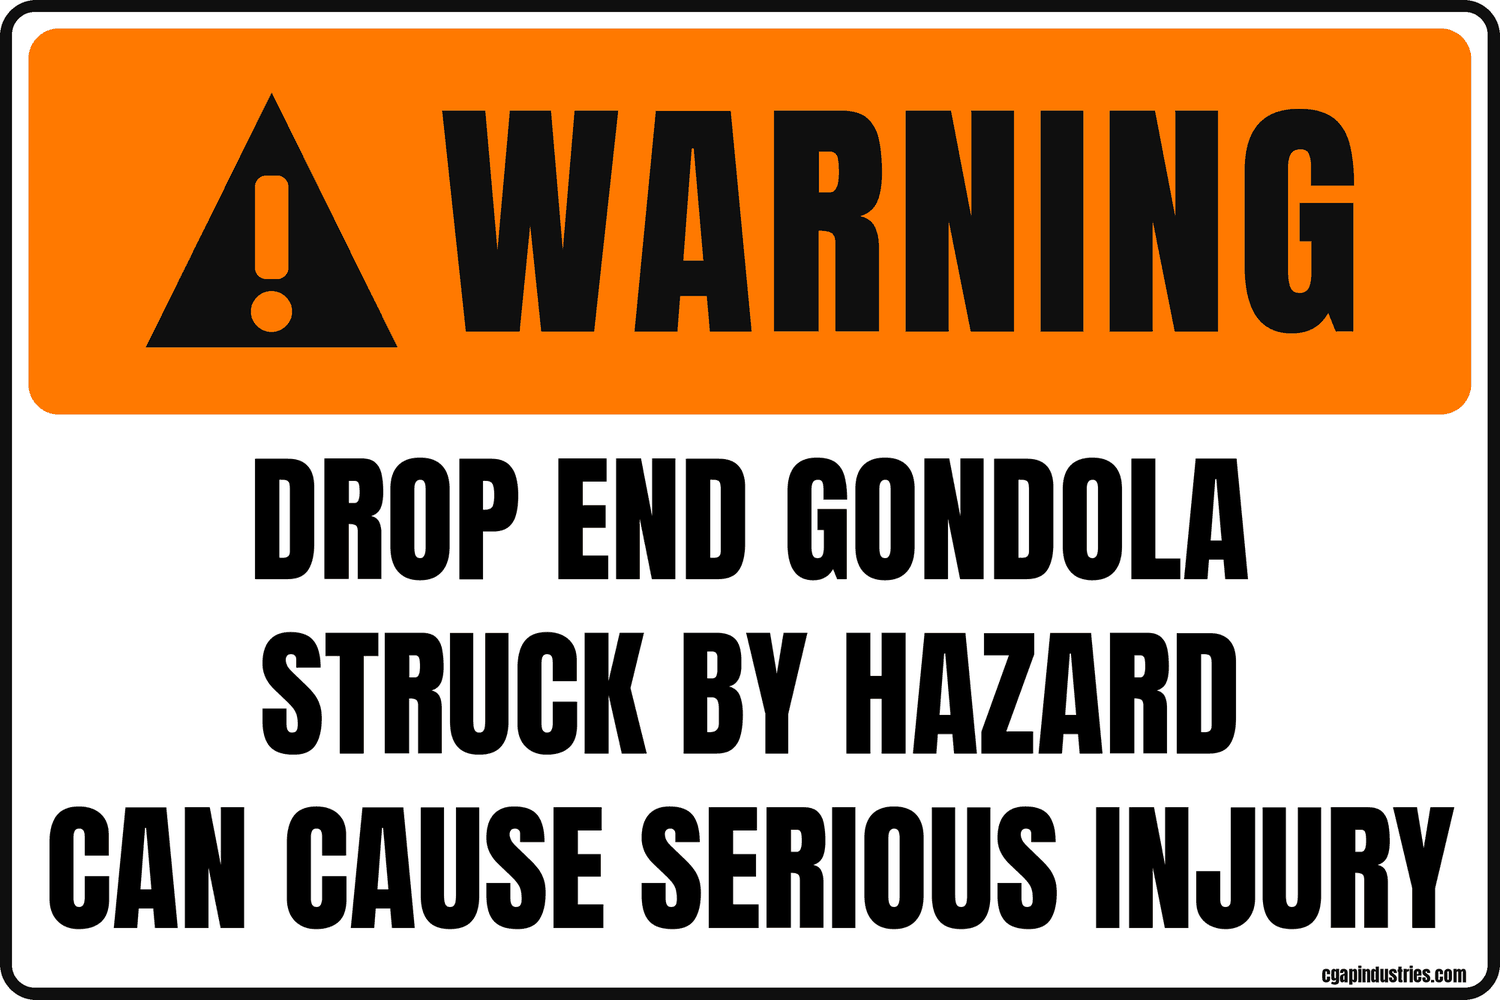 WARNING
DROP END GONDOLA
STRUCK BY HAZARD
CAN CAUSE SERIOUS INJURY
cgapindustries.com